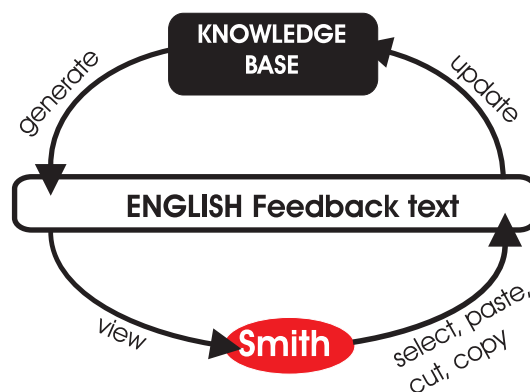 KNOWLEDGE
BASE
generate
update
ENGLISH Feedback text
view
Smith
select, paste,
cut, copy